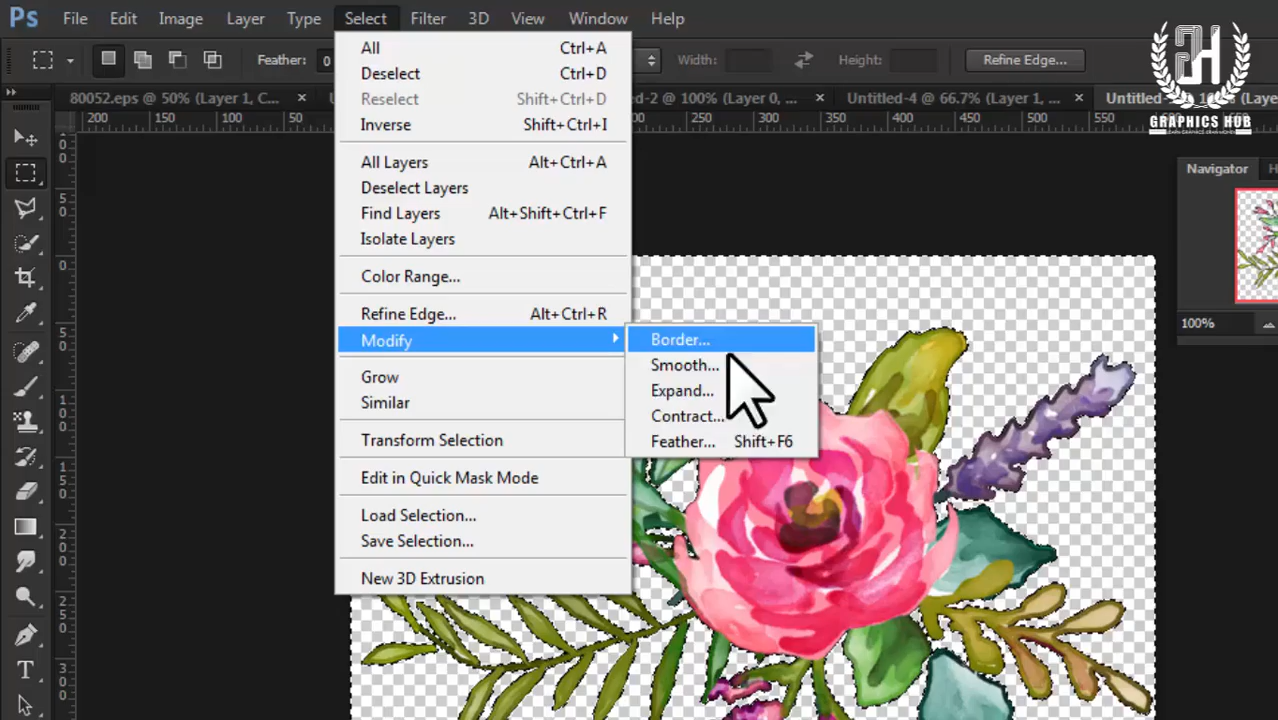 Ps File Edit Image Layer Type Select Filter 3D View Window Help
Feather: 0 Width: Height: Refine Edge...
80052.eps @ 50% (Layer 1, C... d-2 @ 100% (Layer 0, ... Untitled-4 @ 66.7% (Layer 1, ...
GRAPHICS HUB
200 150 100 50 200 250 300 350 400 450 500 550
All Ctrl+A
Deselect Ctrl+D
Reselect Shift+Ctrl+D
Inverse Shift+Ctrl+I
All Layers Alt+Ctrl+A
Deselect Layers
Find Layers Alt+Shift+Ctrl+F
Isolate Layers
Color Range...
Refine Edge... Alt+Ctrl+R
Modify
Grow
Similar
Transform Selection
Edit in Quick Mask Mode
Load Selection...
Save Selection...
New 3D Extrusion
Border...
Smooth...
Expand...
Contract...
Feather... Shift+F6
Navigator
100%